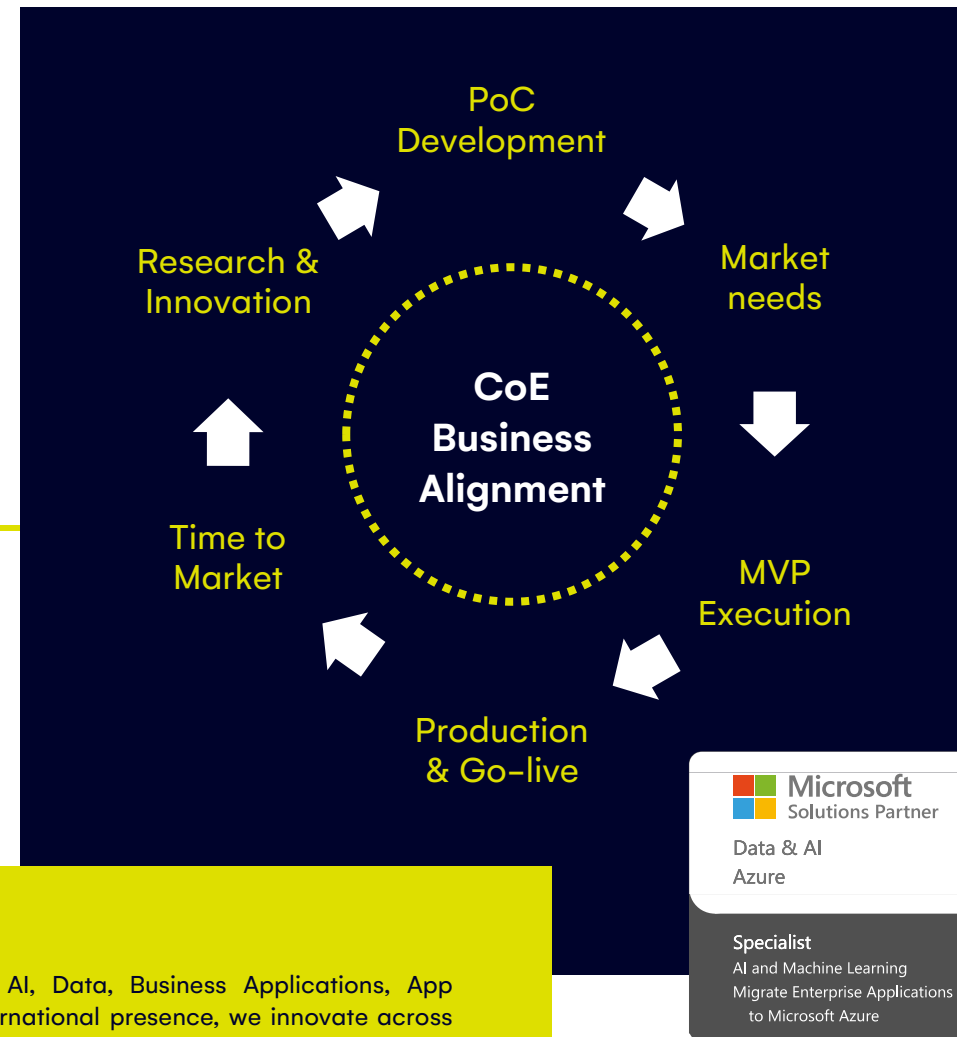 PoC
Development
Research &
Innovation
Market
needs
CoE
Business
Alignment
Time to
Market
MVP
Execution
Production
& Go-live
Microsoft
Solutions Partner
Data & AI
Azure
Specialist
AI and Machine Learning
Migrate Enterprise Applications
to Microsoft Azure
AI, Data, Business Applications, App
presence, we innovate across